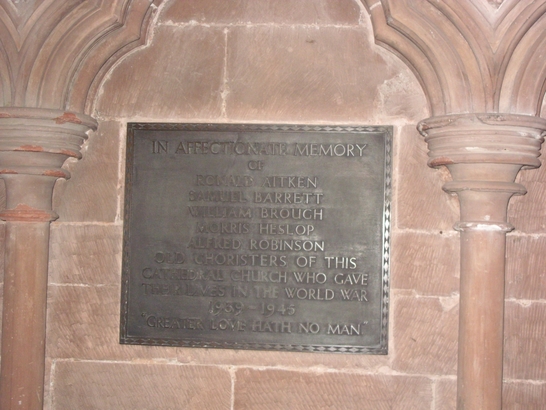 IN AFFECTIONATE MEMORY
OF
RONALD AITKEN
SAMUEL BARRETT
WILLIAM BROUGH
MORRIS HESLOP
ALFRED ROBINSON
OLD CHORISTERS OF THIS
CATHEDRAL CHURCH WHO GAVE
THEIR LIVES IN THE WORLD WAR
1939 - 1945
"GREATER LOVE HATH NO MAN"